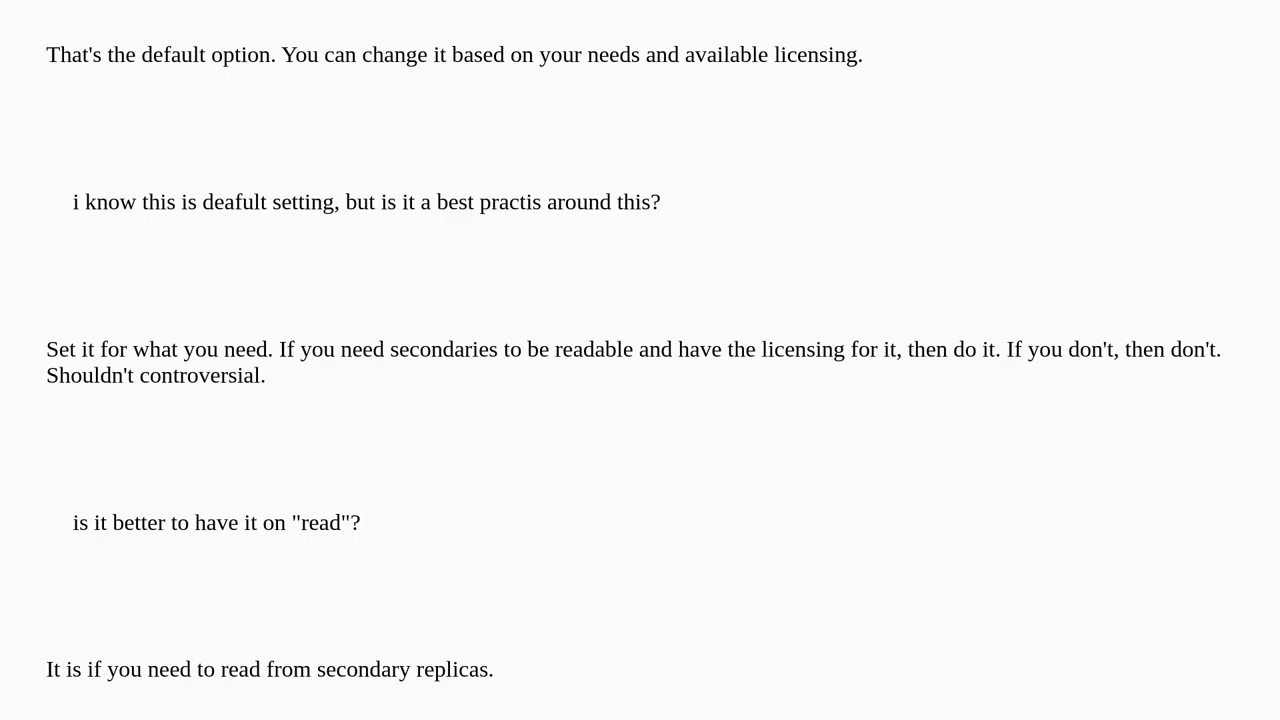 That's the default option. You can change it based on your needs and available licensing.
i know this is deafult setting, but is it a best practis around this?
Set it for what you need. If you need secondaries to be readable and have the licensing for it, then do it. If you don't, then don't.
Shouldn't controversial.
is it better to have it on "read"?
It is if you need to read from secondary replicas.